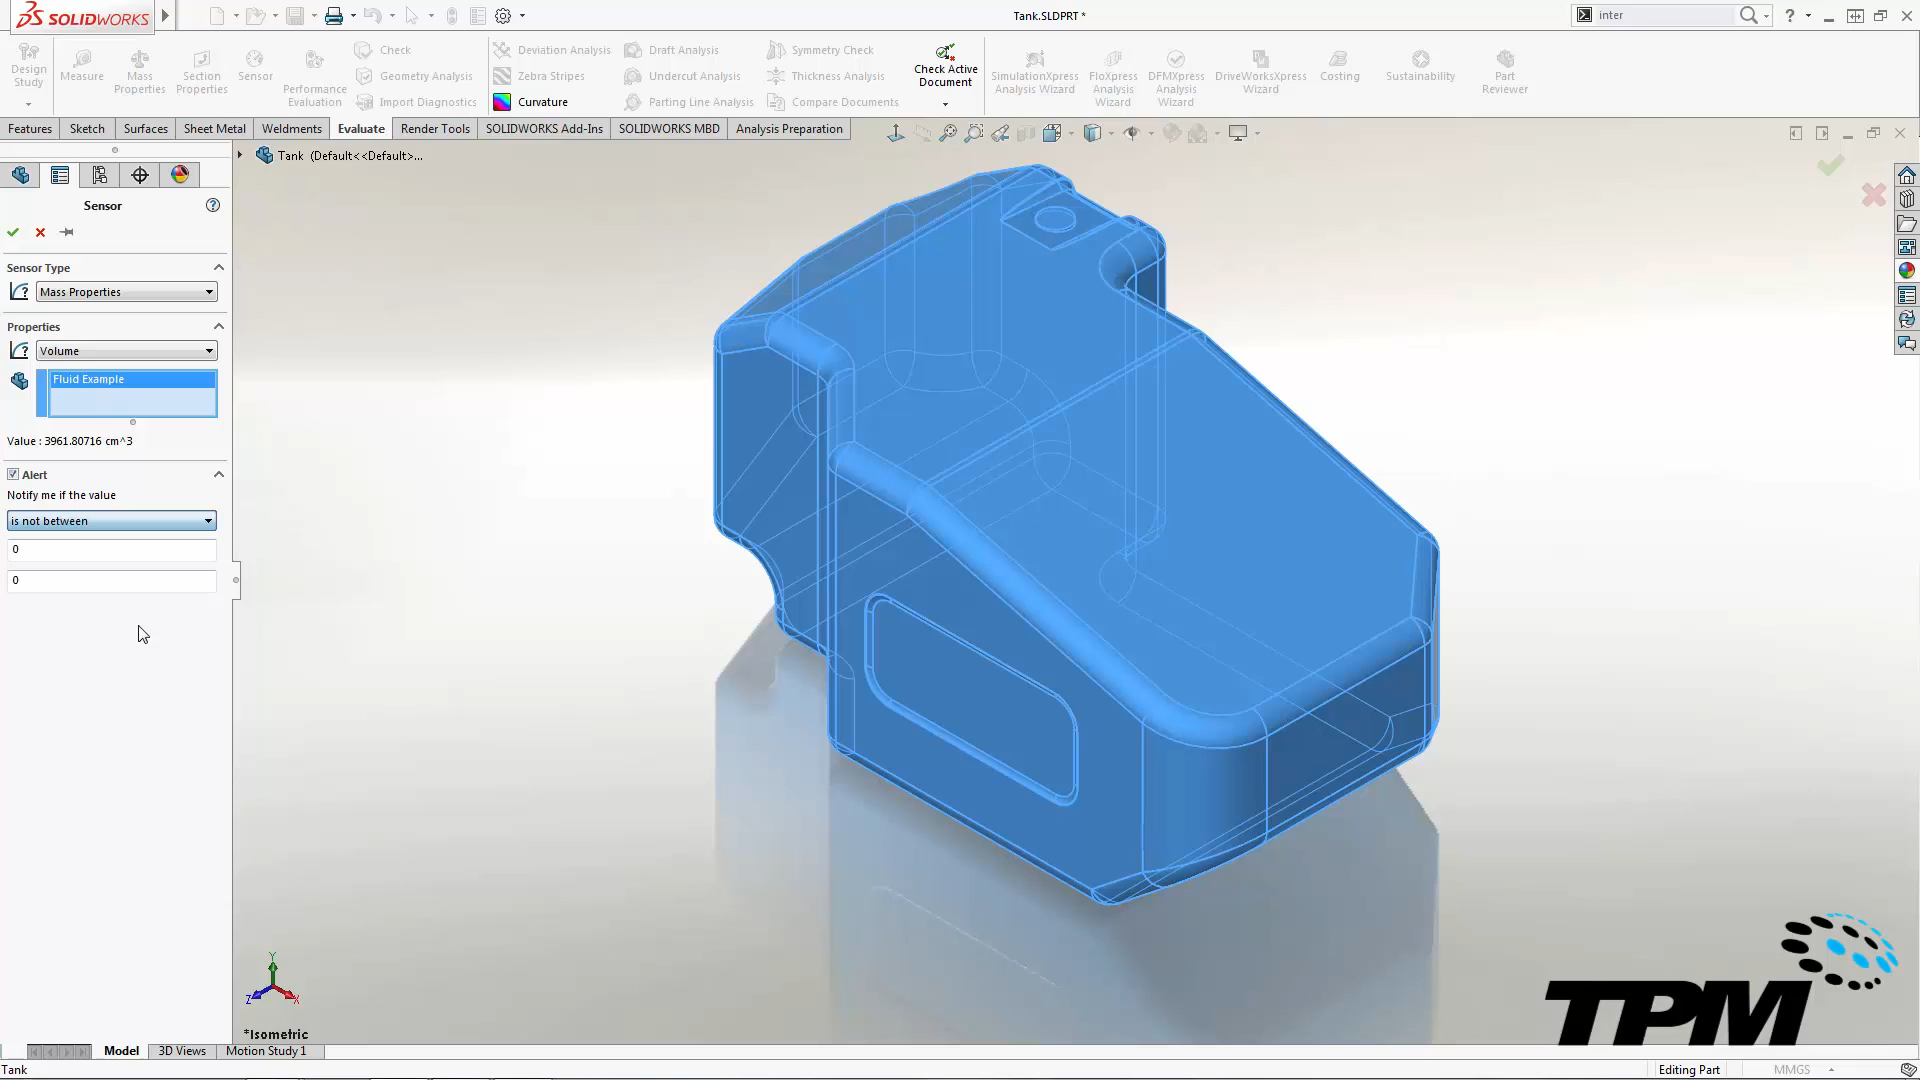 SOLIDWORKS
Tank.SLDPRT *
inter
Design Study
Measure
Mass Properties
Section Properties
Sensor
Performance Evaluation
Check
Geometry Analysis
Import Diagnostics
Deviation Analysis
Zebra Stripes
Curvature
Draft Analysis
Undercut Analysis
Parting Line Analysis
Symmetry Check
Thickness Analysis
Compare Documents
Check Active Document
SimulationXpress Analysis Wizard
FloXpress Analysis Wizard
DFMXpress Analysis Wizard
DriveWorksXpress Wizard
Costing
Sustainability
Part Reviewer
Features
Sketch
Surfaces
Sheet Metal
Weldments
Evaluate
Render Tools
SOLIDWORKS Add-Ins
SOLIDWORKS MBD
Analysis Preparation
Tank (Default<<Default>...
Sensor
Sensor Type
Mass Properties
Properties
Volume
Fluid Example
Value : 3961.80716 cm^3
Alert
Notify me if the value
is not between
0
0
Y
Z
X
*Isometric
TPM
Model
3D Views
Motion Study 1
Tank
Editing Part
MMGS